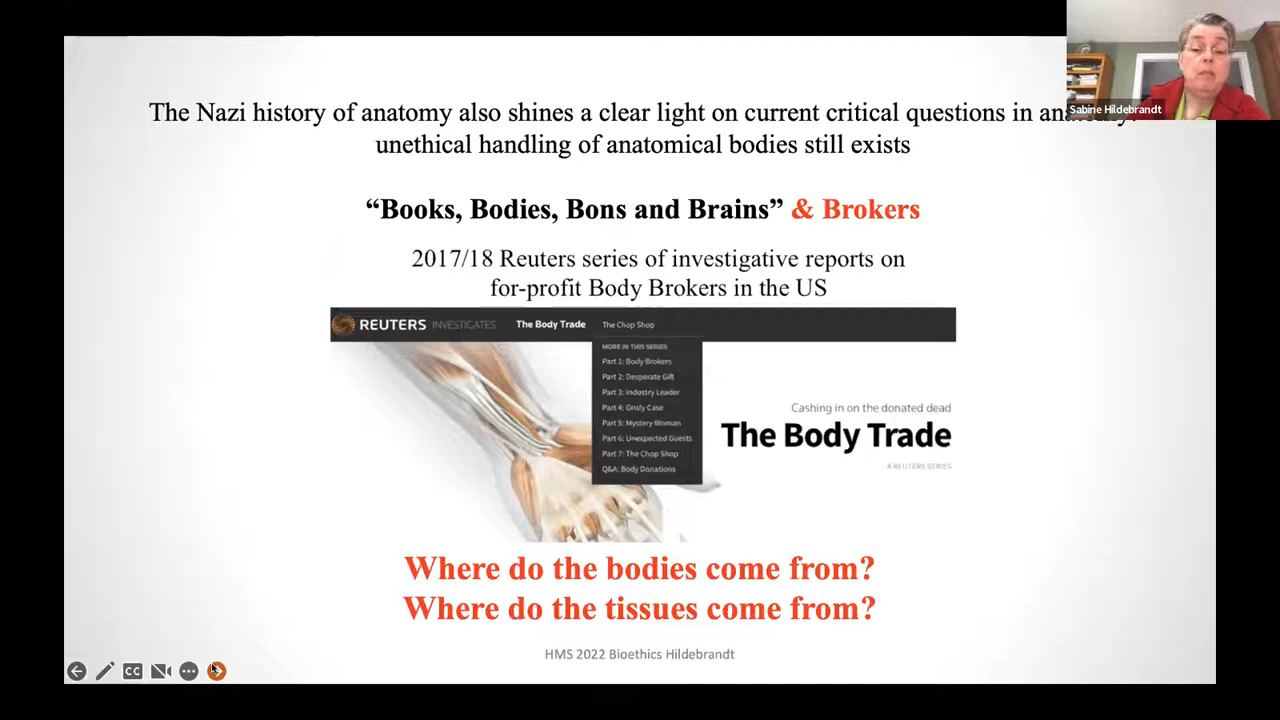 The Nazi history of anatomy also shines a clear light on current critical questions in
unethical handling of anatomical bodies still exists
Sabine Hildebrandt
“Books, Bodies, Bons and Brains” & Brokers
2017/18 Reuters series of investigative reports on
for-profit Body Brokers in the US
REUTERS INVESTIGATES The Body Trade The Chop Shop
MORE IN THIS SERIES
Part 1: Body Brokers
Part 2: Desperate Gift
Part 3: Industry Leader
Part 4: Grisly Case
Part 5: Mystery Woman
Part 6: Unexpected Guests
Part 7: The Chop Shop
Q&A: Body Donations
Cashing in on the donated dead
The Body Trade
A REUTERS SERIES
Where do the bodies come from?
Where do the tissues come from?
HMS 2022 Bioethics Hildebrandt
CC